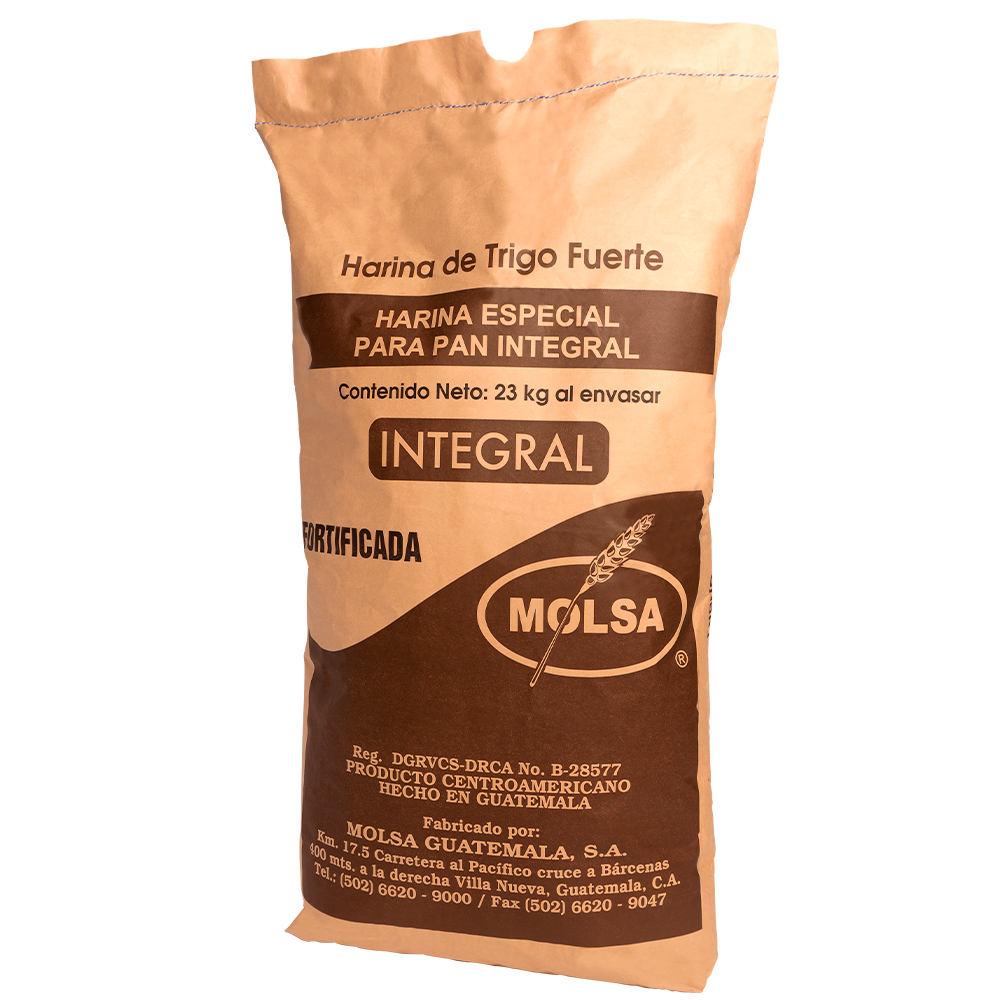 Harina de Trigo Fuerte
HARINA ESPECIAL
PARA PAN INTEGRAL
Contenido Neto: 23 kg al envasar
INTEGRAL
FORTIFICADA
MOLSA
®
Reg. DGRVCS-DRCA No. B-28577
PRODUCTO CENTROAMERICANO
HECHO EN GUATEMALA
Fabricado por:
MOLSA GUATEMALA, S.A.
Km. 17.5 Carretera al Pacífico cruce a Bárcenas
400 mts. a la derecha Villa Nueva, Guatemala, C.A.
Tel.: (502) 6620 - 9000 / Fax (502) 6620 - 9047